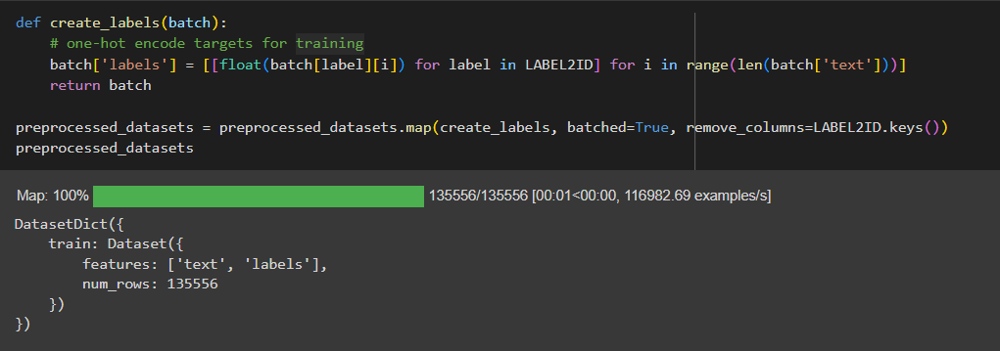 def create_labels(batch):
    # one-hot encode targets for training
    batch['labels'] = [[float(batch[label][i]) for label in LABEL2ID] for i in range(len(batch['text']))]
    return batch
preprocessed_datasets = preprocessed_datasets.map(create_labels, batched=True, remove_columns=LABEL2ID.keys())
preprocessed_datasets
Map: 100% 135556/135556 [00:01<00:00, 116982.69 examples/s]
DatasetDict({
    train: Dataset({
        features: ['text', 'labels'],
        num_rows: 135556
    })
})